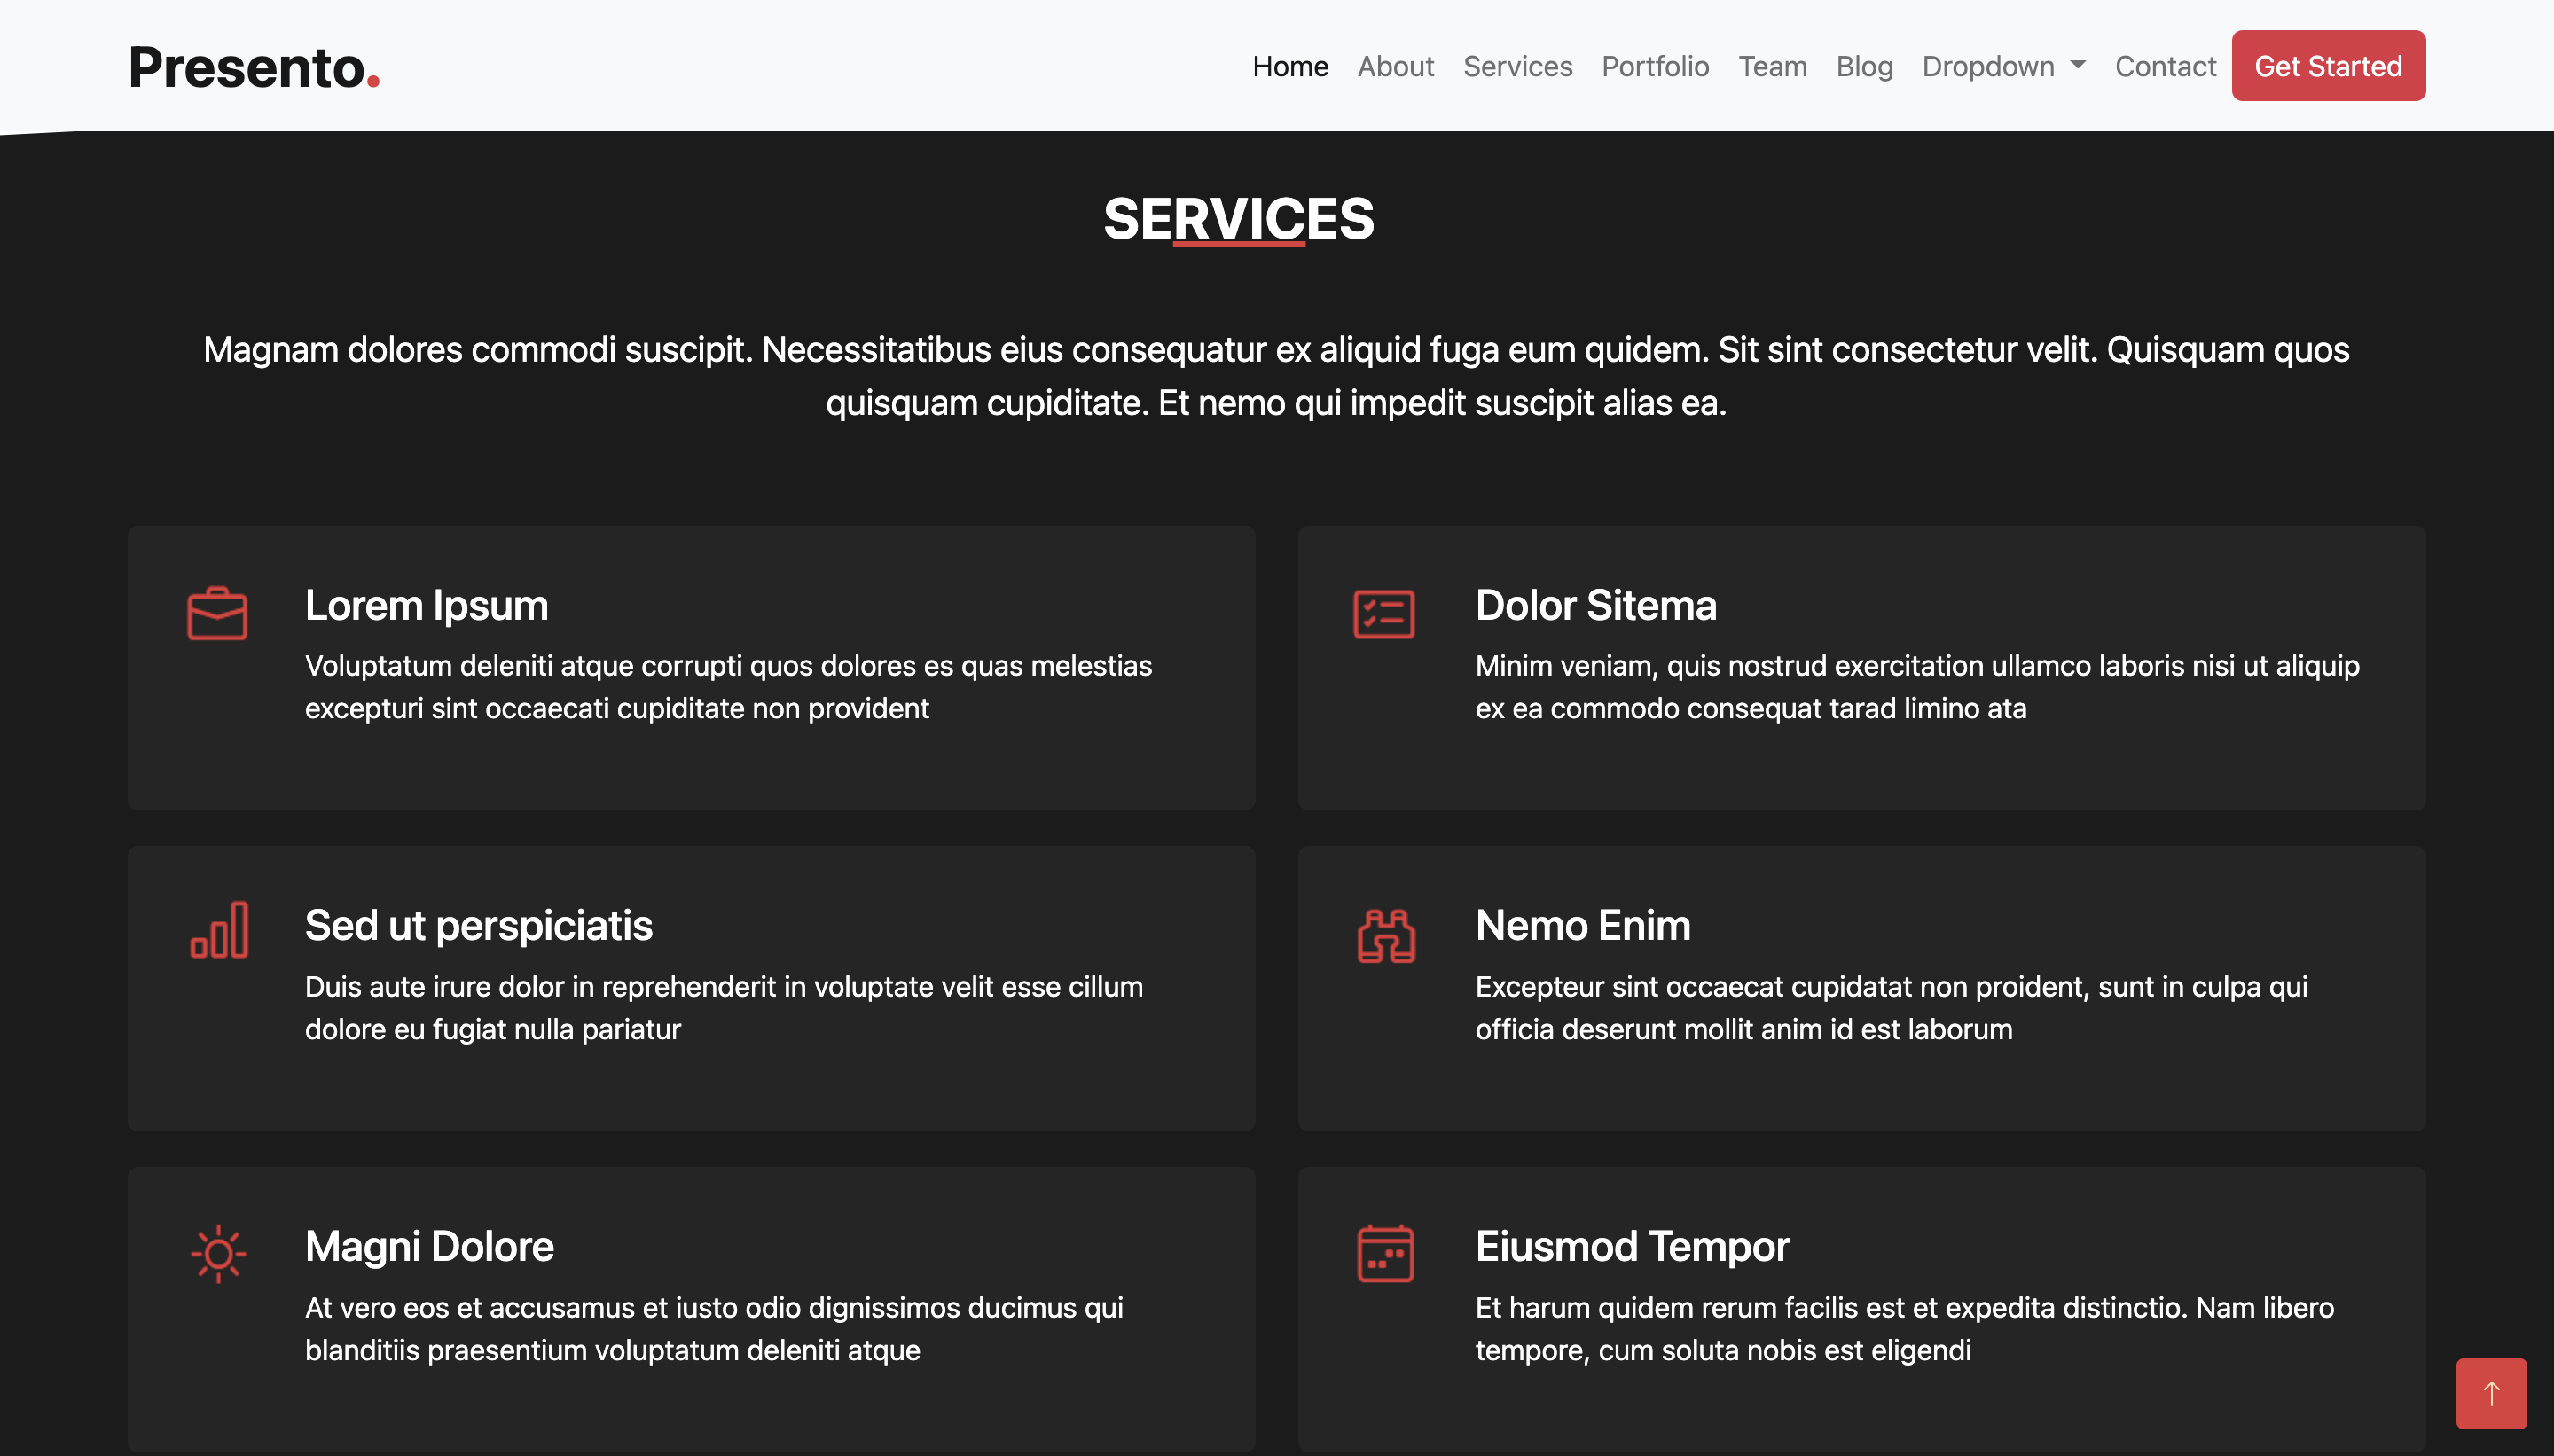 Presento.
Home About Services Portfolio Team Blog Dropdown Contact Get Started
SERVICES
Magnam dolores commodi suscipit. Necessitatibus eius consequatur ex aliquid fuga eum quidem. Sit sint consectetur velit. Quisquam quos
quisquam cupiditate. Et nemo qui impedit suscipit alias ea.
Lorem Ipsum
Voluptatum deleniti atque corrupti quos dolores es quas melestias
excepturi sint occaecati cupiditate non provident
Dolor Sitema
Minim veniam, quis nostrud exercitation ullamco laboris nisi ut aliquip
ex ea commodo consequat tarad limino ata
Sed ut perspiciatis
Duis aute irure dolor in reprehenderit in voluptate velit esse cillum
dolore eu fugiat nulla pariatur
Nemo Enim
Excepteur sint occaecat cupidatat non proident, sunt in culpa qui
officia deserunt mollit anim id est laborum
Magni Dolore
At vero eos et accusamus et iusto odio dignissimos ducimus qui
blanditiis praesentium voluptatum deleniti atque
Eiusmod Tempor
Et harum quidem rerum facilis est et expedita distinctio. Nam libero
tempore, cum soluta nobis est eligendi